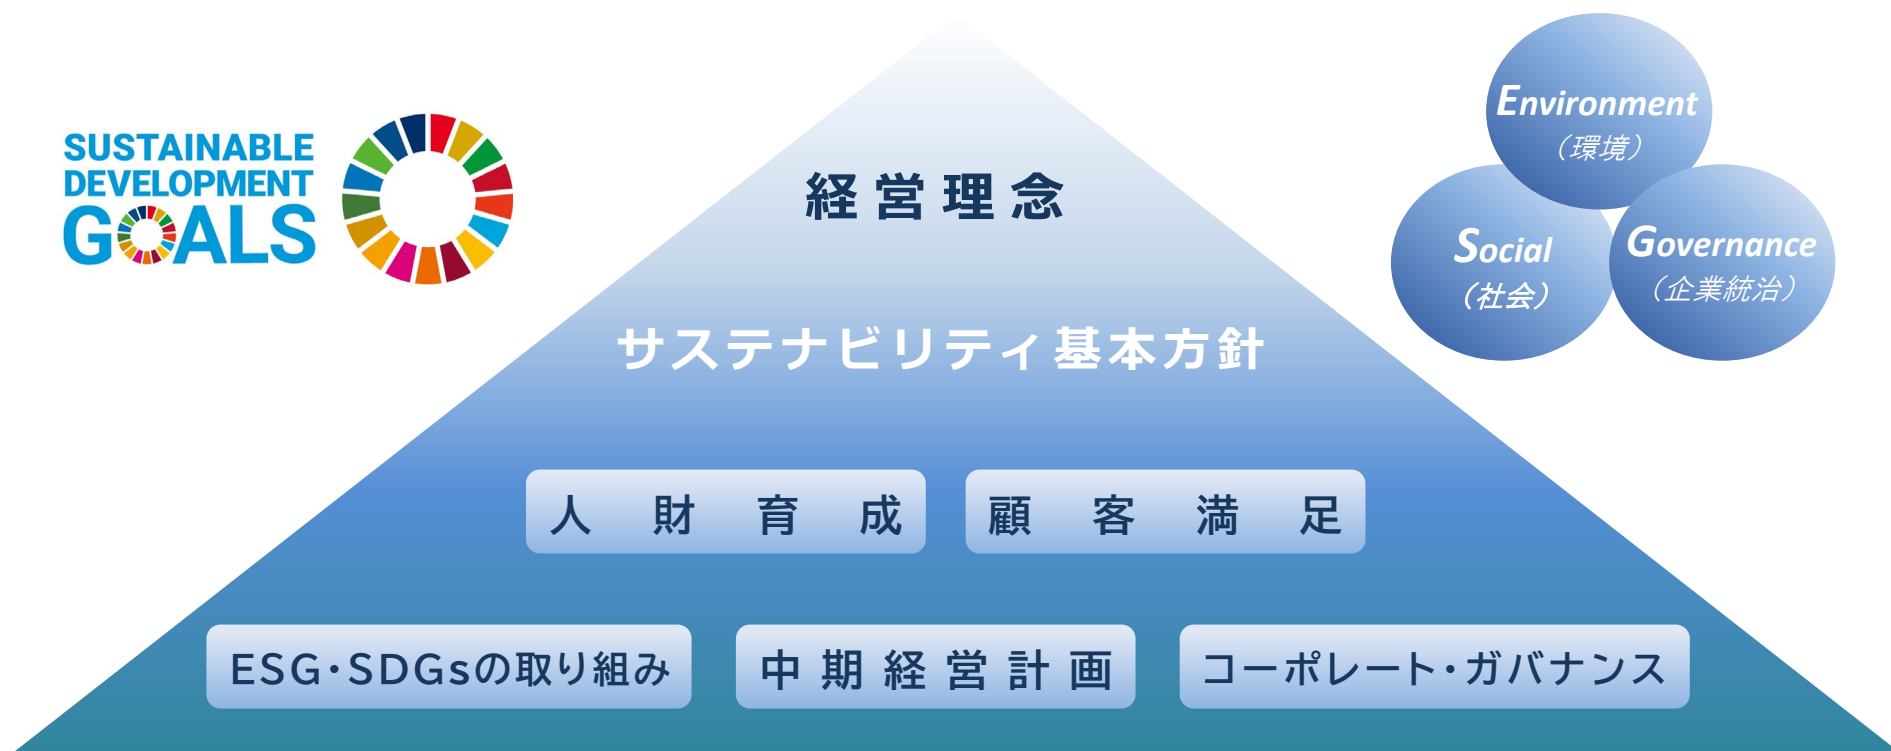 SUSTAINABLE
DEVELOPMENT
GOALS
Environment
（環境）
Social
（社会）
Governance
（企業統治）
経営理念
サステナビリティ基本方針
人財育成
顧客満足
ESG・SDGsの取り組み
中期経営計画
コーポレート・ガバナンス